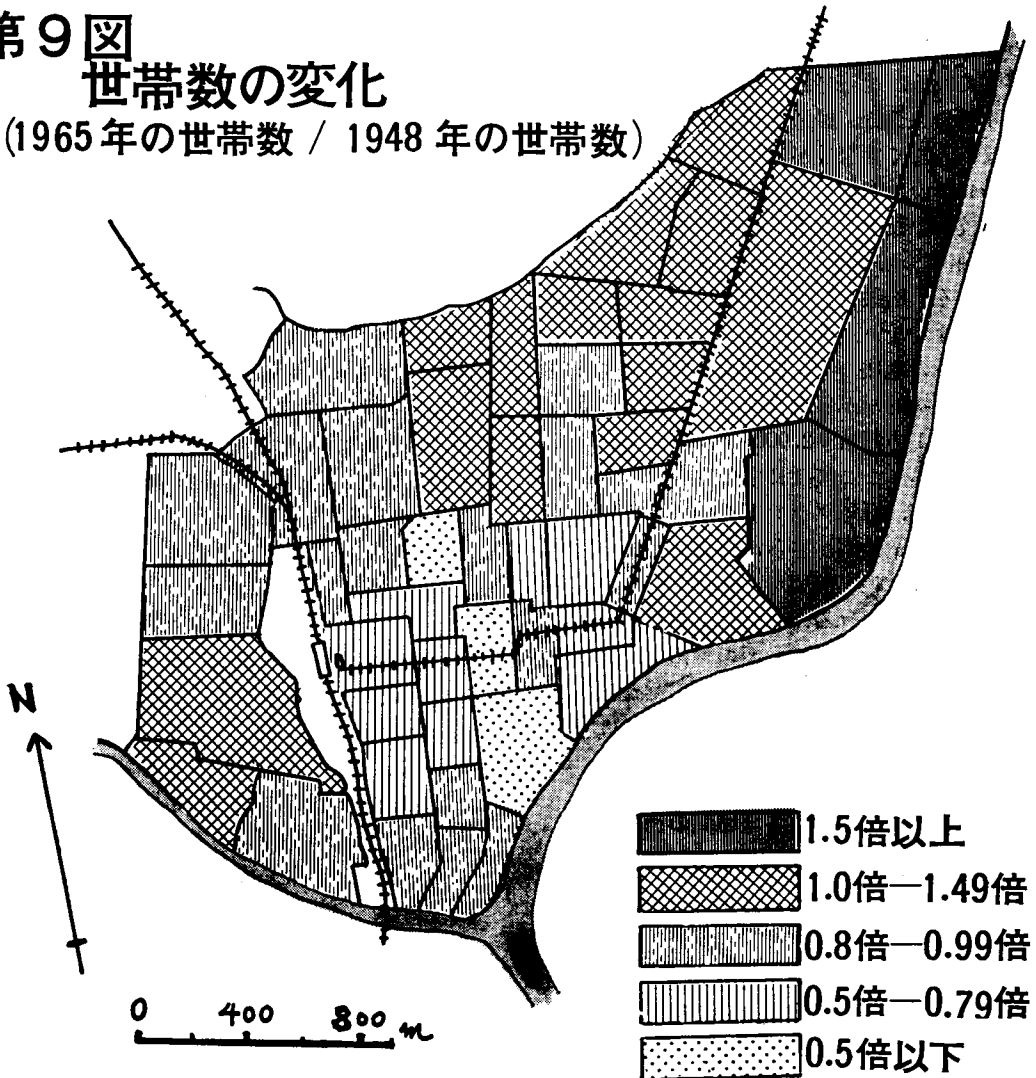 第9図
世帯数の変化
(1965年の世帯数 / 1948年の世帯数)
N
0 400 800 m
1.5倍以上
1.0倍―1.49倍
0.8倍―0.99倍
0.5倍―0.79倍
0.5倍以下